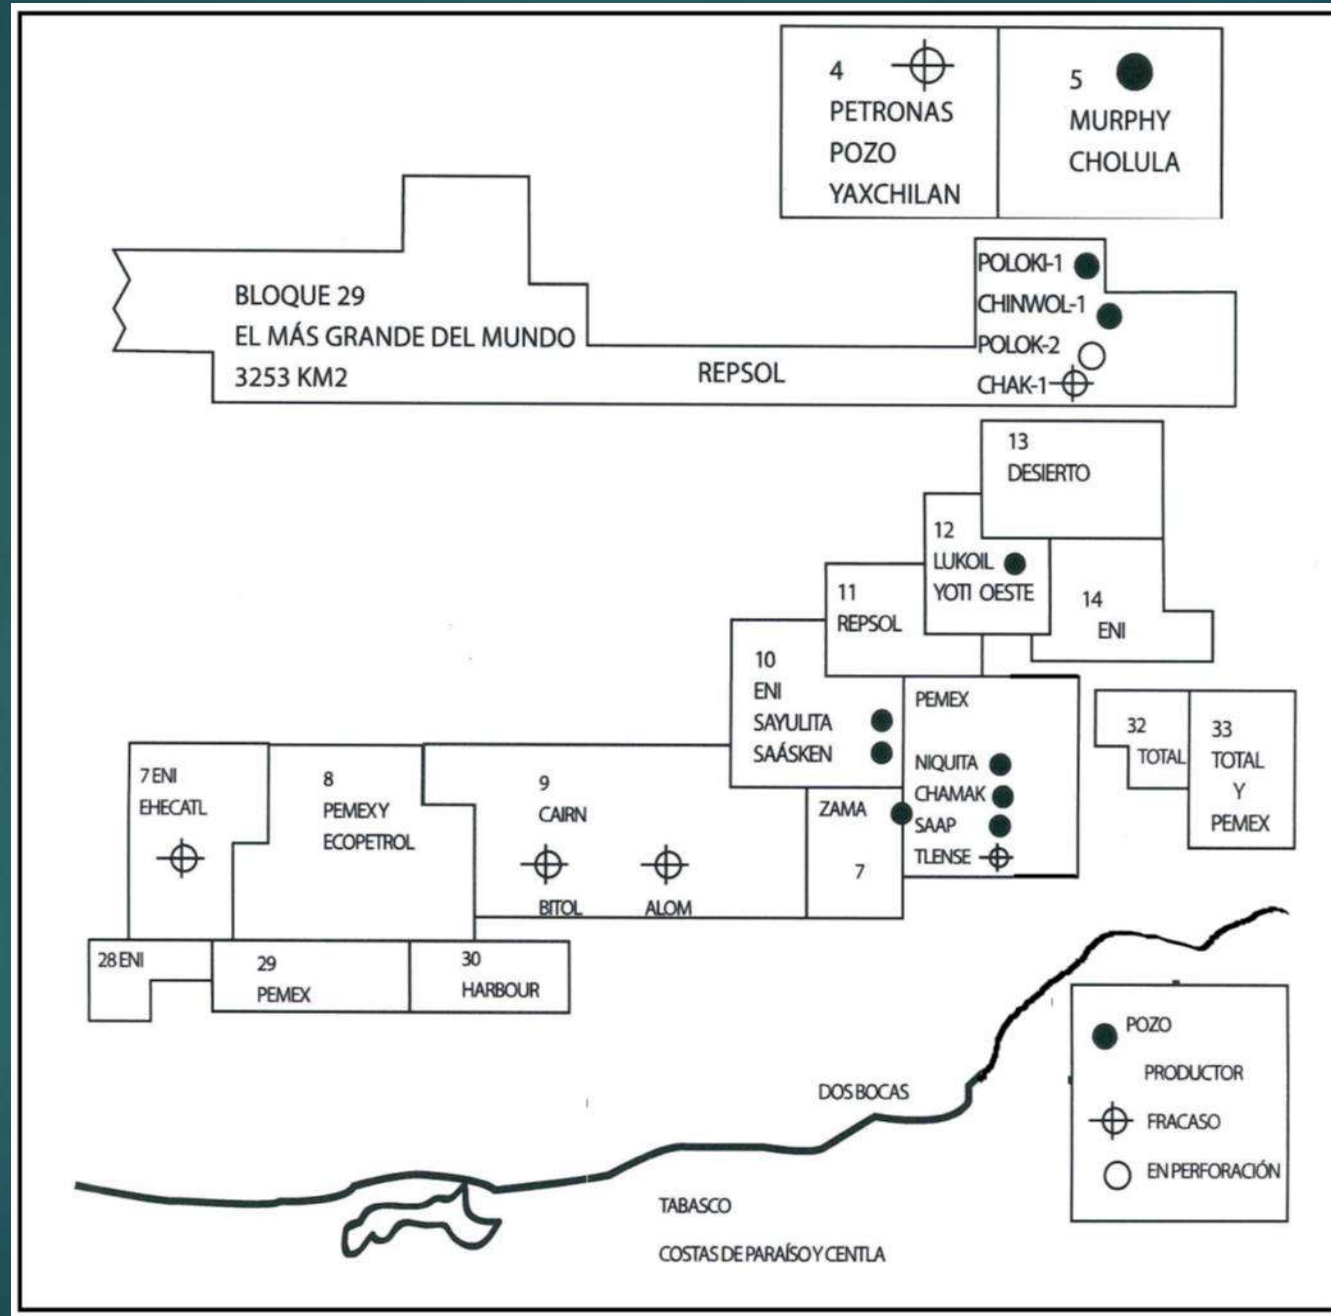 4
PETRONAS
POZO
YAXCHILAN
5
MURPHY
CHOLULA
BLOQUE 29
EL MÁS GRANDE DEL MUNDO
3253 KM2
REPSOL
POLOKI-1
CHINWOL-1
POLOK-2
CHAK-1
13
DESIERTO
12
LUKOIL
YOTI OESTE
11
REPSOL
14
ENI
10
ENI
SAYULITA
SAÁSKEN
PEMEX
NIQUITA
CHAMAK
SAAP
TLENSE
32
TOTAL
33
TOTAL
Y
PEMEX
7 ENI
EHECATL
8
PEMEX Y
ECOPETROL
9
CAIRN
BITOL
ALOM
ZAMA
7
28 ENI
29
PEMEX
30
HARBOUR
DOS BOCAS
TABASCO
COSTAS DE PARAÍSO Y CENTLA
POZO
PRODUCTOR
FRACASO
EN PERFORACIÓN